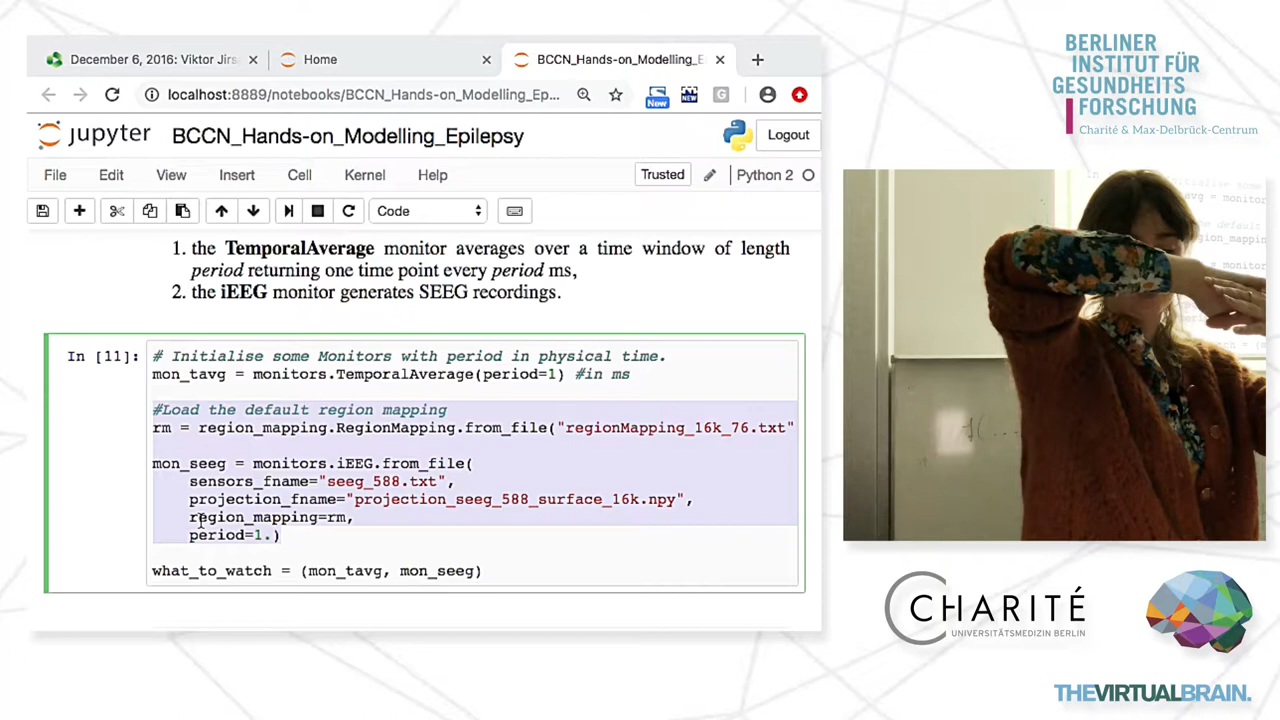 December 6, 2016: Viktor Jirs
Home
BCCN_Hands-on_Modelling_E
localhost:8889/notebooks/BCCN_Hands-on_Modelling_Ep...
New
New
jupyter
BCCN_Hands-on_Modelling_Epilepsy
Logout
File
Edit
View
Insert
Cell
Kernel
Help
Trusted
Python 2
Code
1. the TemporalAverage monitor averages over a time window of length
period returning one time point every period ms,
2. the iEEG monitor generates SEEG recordings.
In [11]:
# Initialise some Monitors with period in physical time.
mon_tavg = monitors.TemporalAverage(period=1) #in ms
#Load the default region mapping
rm = region_mapping.RegionMapping.from_file("regionMapping_16k_76.txt"
mon_seeg = monitors.iEEG.from_file(
sensors_fname="seeg_588.txt",
projection_fname="projection_seeg_588_surface_16k.npy",
region_mapping=rm,
period=1.)
what_to_watch = (mon_tavg, mon_seeg)
BERLINER
INSTITUT FÜR
GESUNDHEITS
FORSCHUNG
Charité & Max-Delbrück-Centrum
CHARITÉ
UNIVERSITÄTSMEDIZIN BERLIN
THEVIRTUALBRAIN.